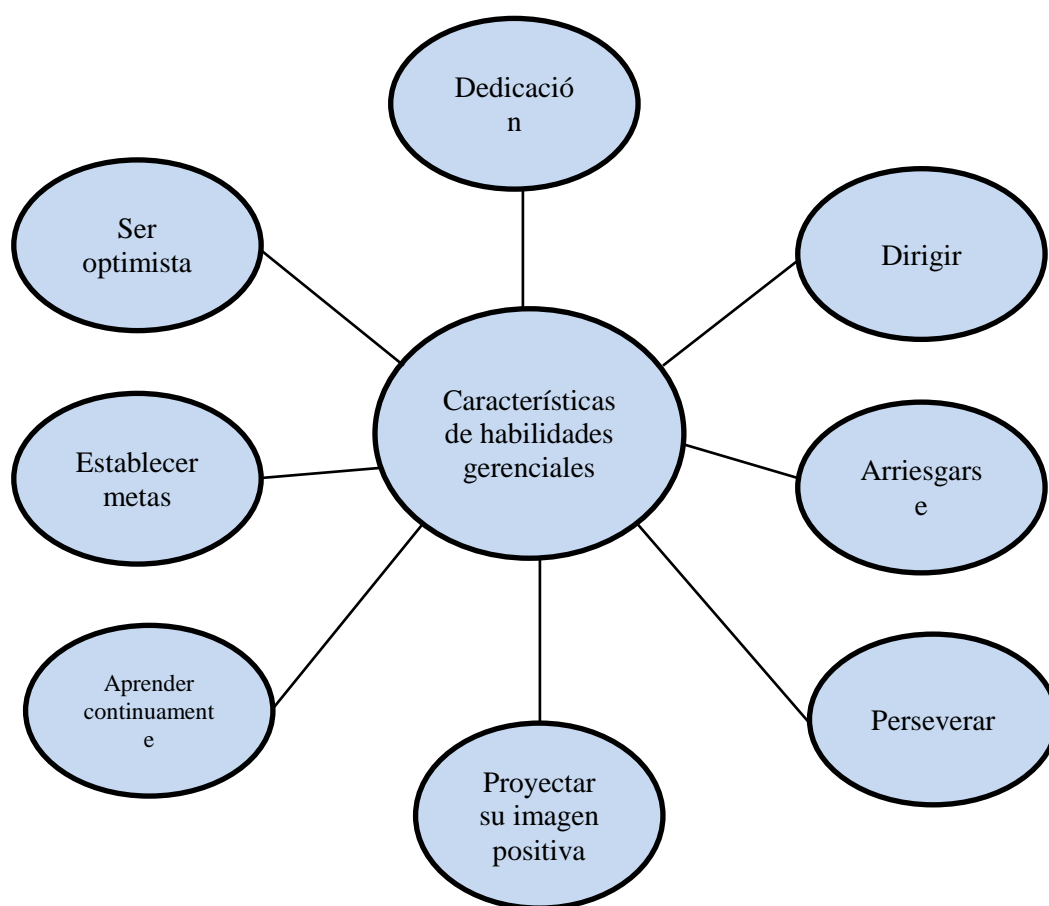 Dedicació
n
Ser
optimista
Dirigir
Características
de habilidades
gerenciales
Establecer
metas
Arriesgars
e
Aprender
continuament
e
Perseverar
Proyectar
su imagen
positiva